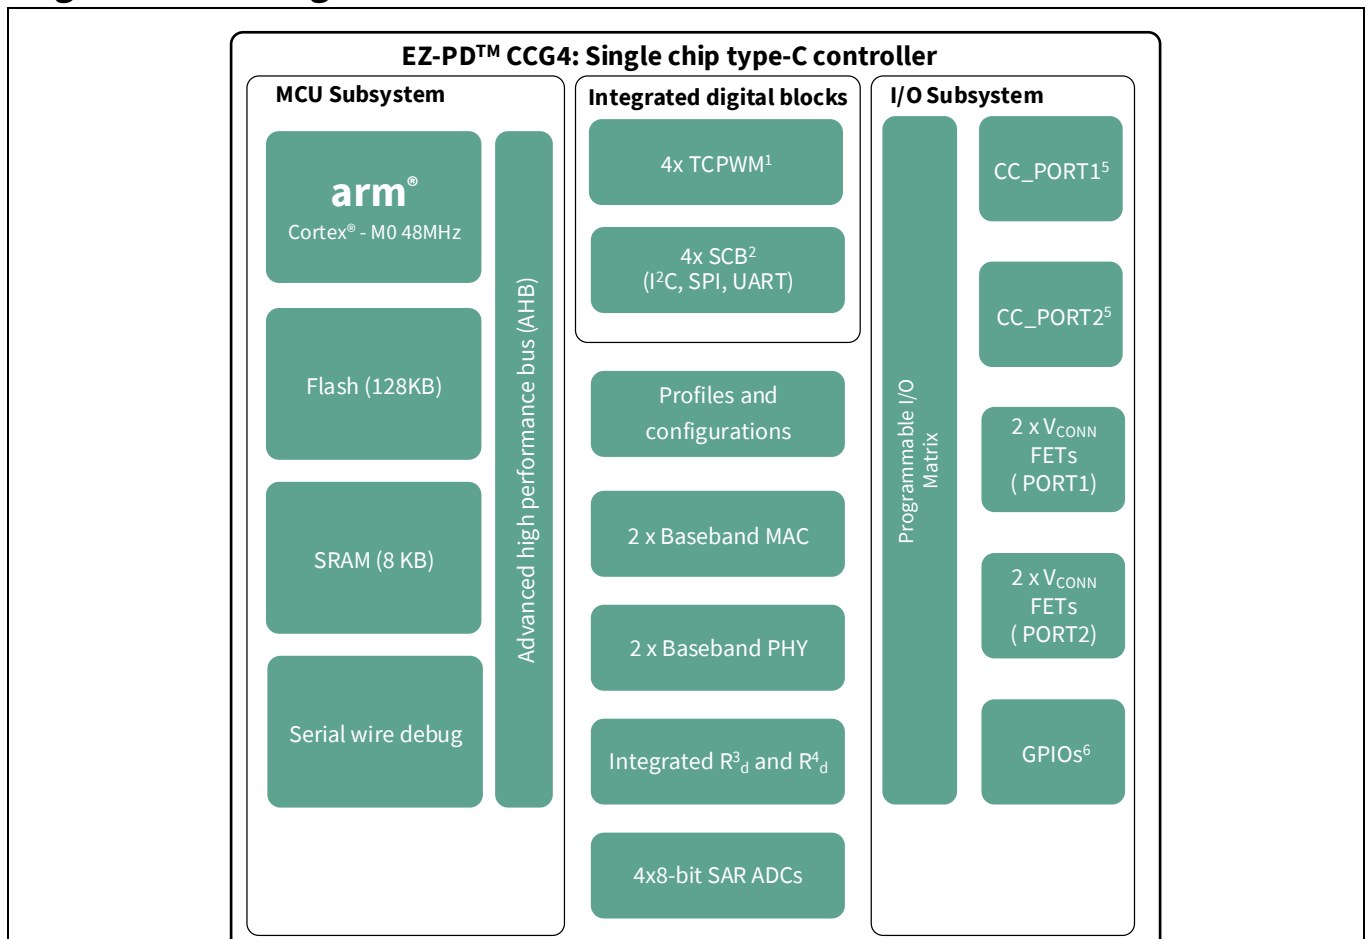 EZ-PD™ CCG4: Single chip type-C controller
MCU Subsystem
arm®
Cortex® - M0 48MHz
Flash (128KB)
SRAM (8 KB)
Serial wire debug
Advanced high performance bus (AHB)
Integrated digital blocks
4x TCPWM¹
4x SCB²
(I²C, SPI, UART)
Profiles and
configurations
2 x Baseband MAC
2 x Baseband PHY
Integrated R³d and R⁴d
4x8-bit SAR ADCs
I/O Subsystem
Programmable I/O
Matrix
CC_PORT1⁵
CC_PORT2⁵
2 x VCONN
FETs
( PORT1)
2 x VCONN
FETs
( PORT2)
GPIOs⁶